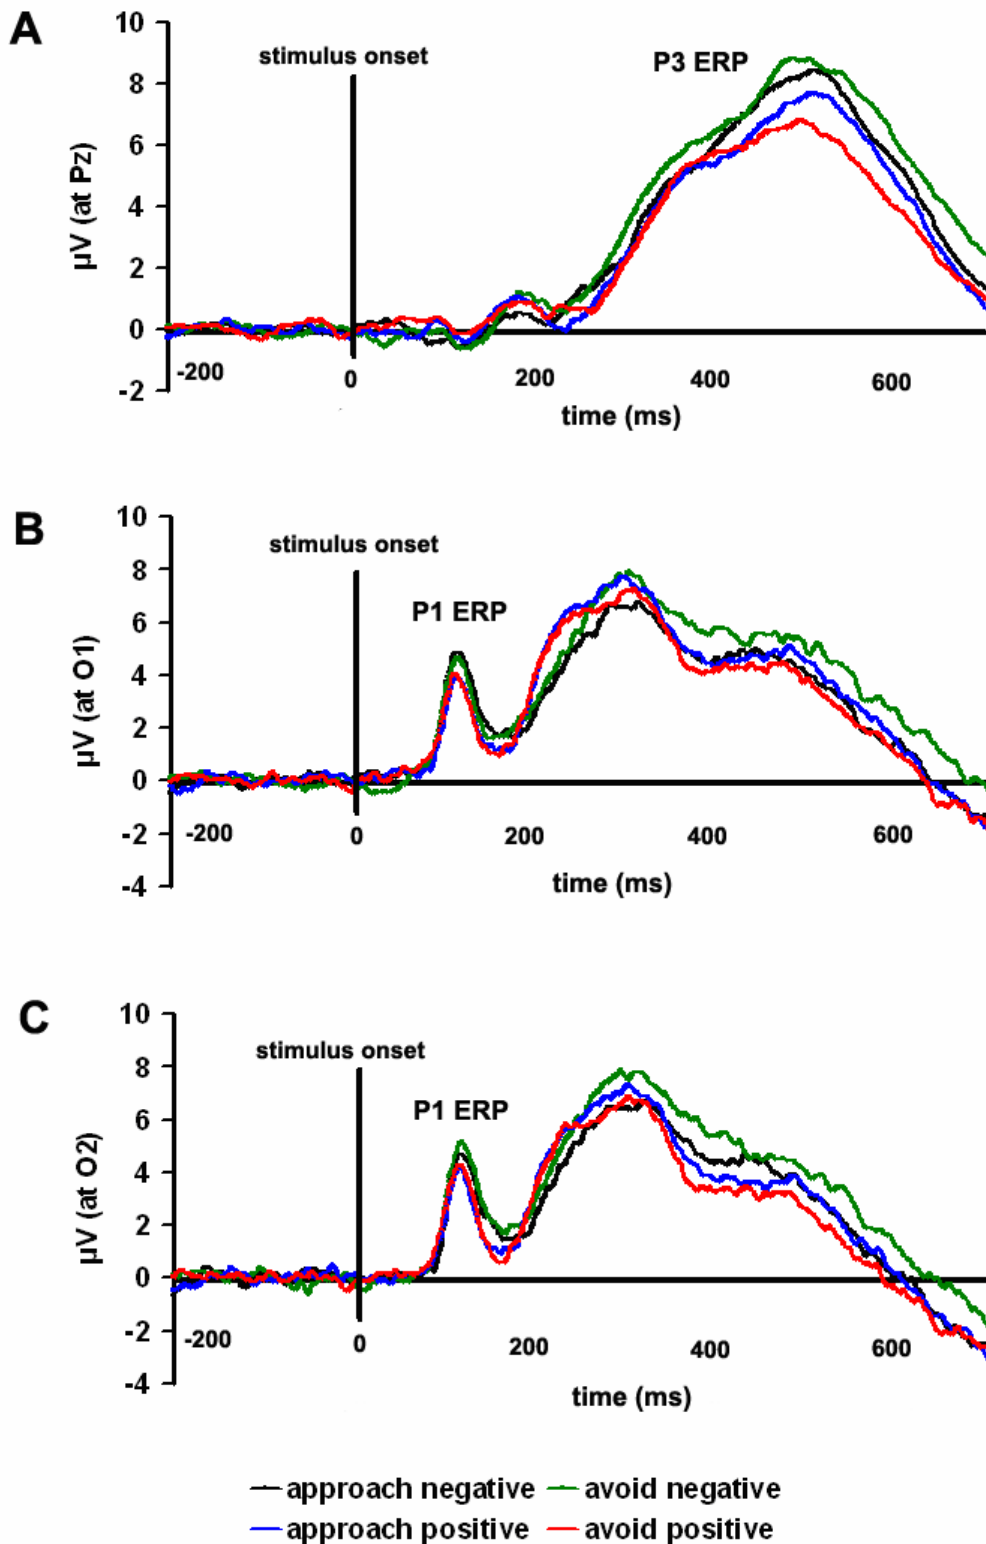 A
10
stimulus onset
P3 ERP
8
6
µV (at Pz)
4
2
0
-2
-200
0
200
400
600
time (ms)
B
10
stimulus onset
8
P1 ERP
6
µV (at O1)
4
2
0
-2
-4
-200
0
200
400
600
time (ms)
C
10
stimulus onset
8
P1 ERP
6
µV (at O2)
4
2
0
-2
-4
-200
0
200
400
600
time (ms)
approach negative avoid negative
approach positive avoid positive